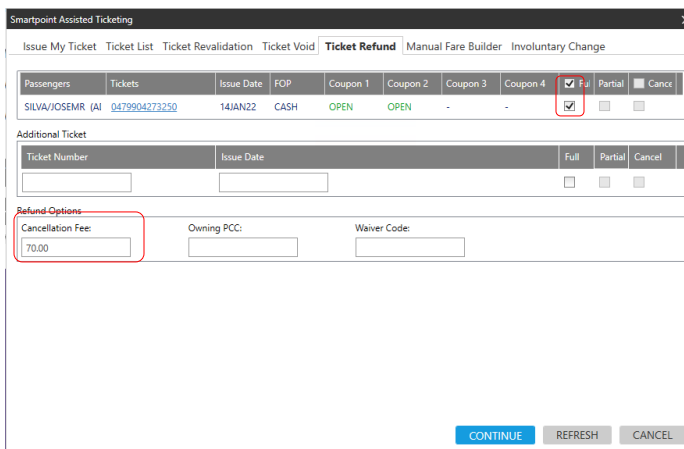 Smartpoint Assisted Ticketing
Issue My Ticket Ticket List Ticket Revalidation Ticket Void Ticket Refund Manual Fare Builder Involuntary Change
Passengers Tickets Issue Date FOP Coupon 1 Coupon 2 Coupon 3 Coupon 4 Ful Partial Cance
SILVA/JOSEMR (AI 0479904273250 14JAN22 CASH OPEN OPEN - -
Additional Ticket
Ticket Number Issue Date Full Partial Cancel
Refund Options
Cancellation Fee: Owning PCC: Waiver Code:
70.00
CONTINUE REFRESH CANCEL